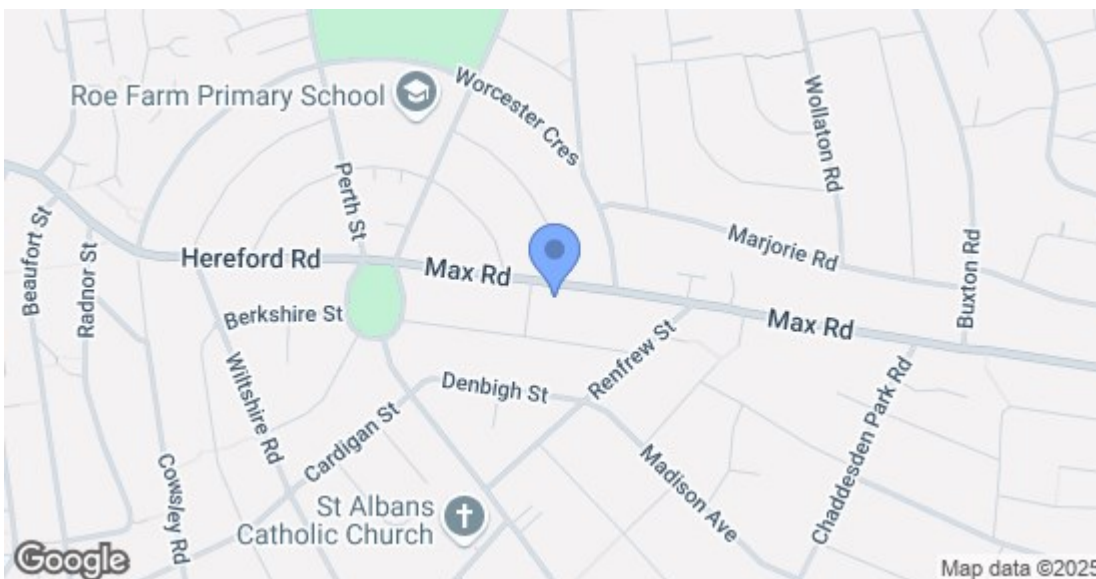 Roe Farm Primary School
Worcester Cres
Wollaton Rd
Perth St
Beaufort St
Radnor St
Hereford Rd
Max Rd
Marjorie Rd
Buxton Rd
Berkshire St
Max Rd
Wiltshire Rd
Denbigh St
Renfrew St
Cardigan St
Chaddesden Park Rd
Cowsley Rd
Madison Ave
St Albans
Catholic Church
Google
Map data ©2025